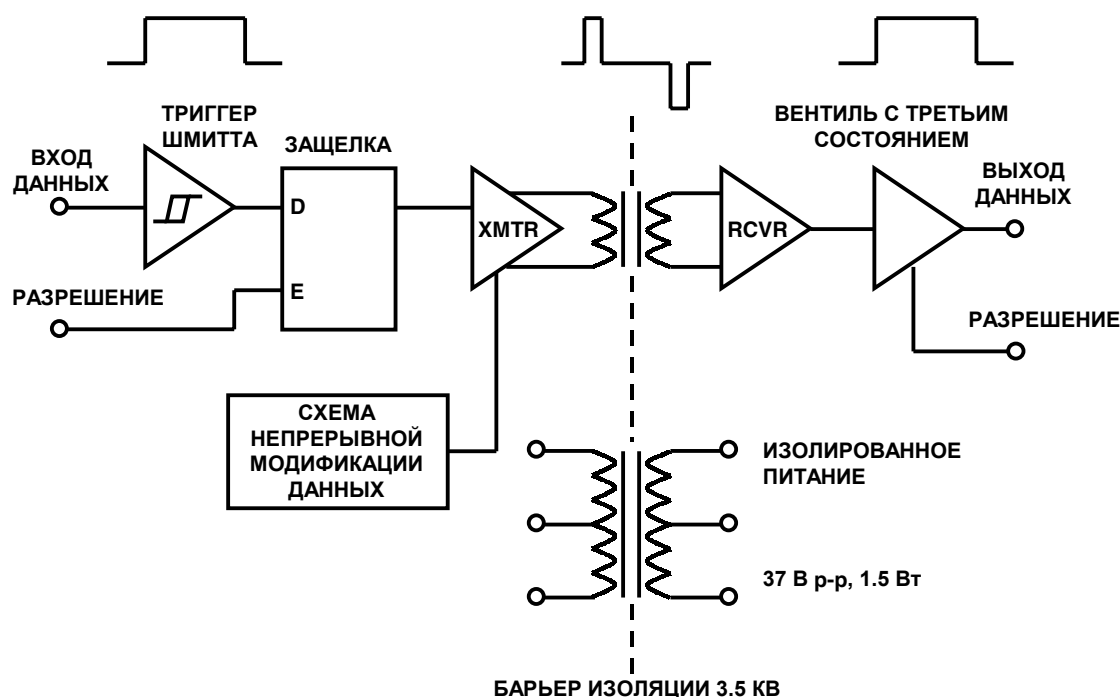 ТРИГГЕР
ШМИТТА
ЗАЩЕЛКА
ВЕНТИЛЬ С ТРЕТЬИМ
СОСТОЯНИЕМ
ВХОД
ДАННЫХ
ВЫХОД
ДАННЫХ
D
XMTR
RCVR
E
РАЗРЕШЕНИЕ
РАЗРЕШЕНИЕ
СХЕМА
НЕПРЕРЫВНОЙ
МОДИФИКАЦИИ
ДАННЫХ
ИЗОЛИРОВАННОЕ
ПИТАНИЕ
37 В p-p, 1.5 Вт
БАРЬЕР ИЗОЛЯЦИИ 3.5 КВ